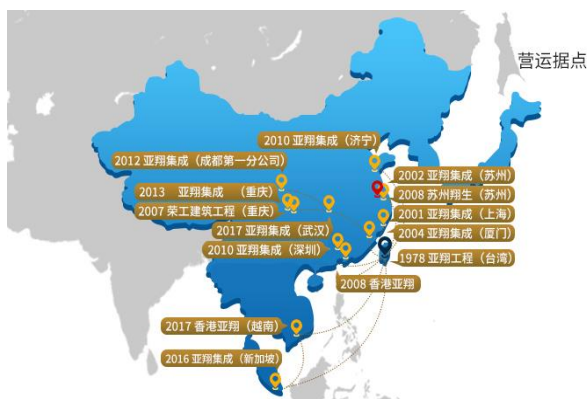 营运据点
2010 亚翔集成（济宁）
2012 亚翔集成（成都第一分公司）
2002 亚翔集成（苏州）
2013 亚翔集成 （重庆）
2008 苏州翔生（苏州）
2007 荣工建筑工程（重庆）
2001 亚翔集成（上海）
2017 亚翔集成（武汉）
2004 亚翔集成（厦门）
2010 亚翔集成（深圳）
1978 亚翔工程（台湾）
2008 香港亚翔
2017 香港亚翔（越南）
2016 亚翔集成（新加坡）